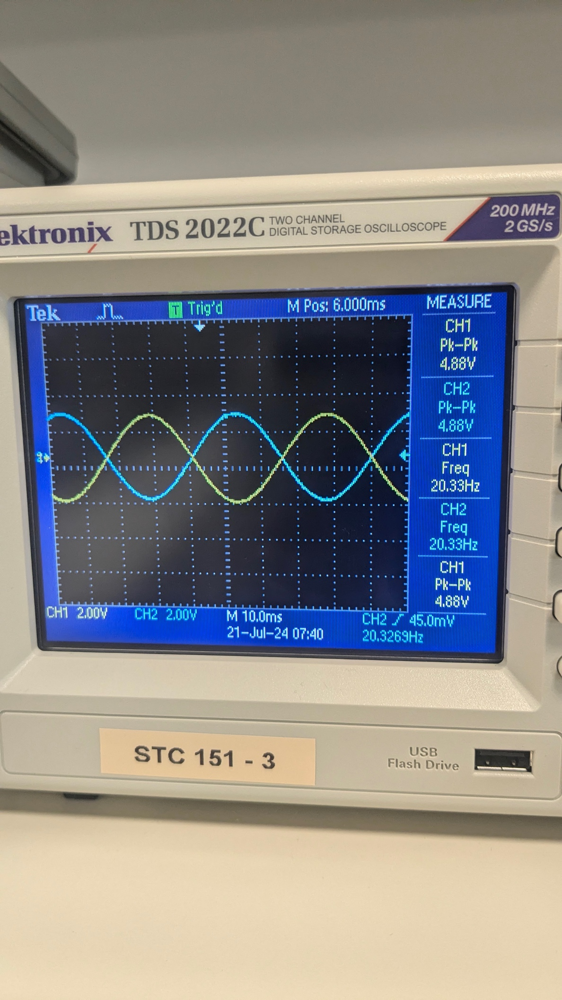 ektronix TDS 2022C TWO CHANNEL
DIGITAL STORAGE OSCILLOSCOPE
200 MHz
2 GS/s
Tek T Trig'd M Pos: 6.000ms MEASURE
CH1
Pk-Pk
4.88V
CH2
Pk-Pk
4.88V
CH1
Freq
20.33Hz
CH2
Freq
20.33Hz
CH1
Pk-Pk
4.88V
CH1 2.00V CH2 2.00V M 10.0ms CH2 45.0mV
21-Jul-24 07:40 20.3269Hz
STC 151 - 3
USB
Flash Drive